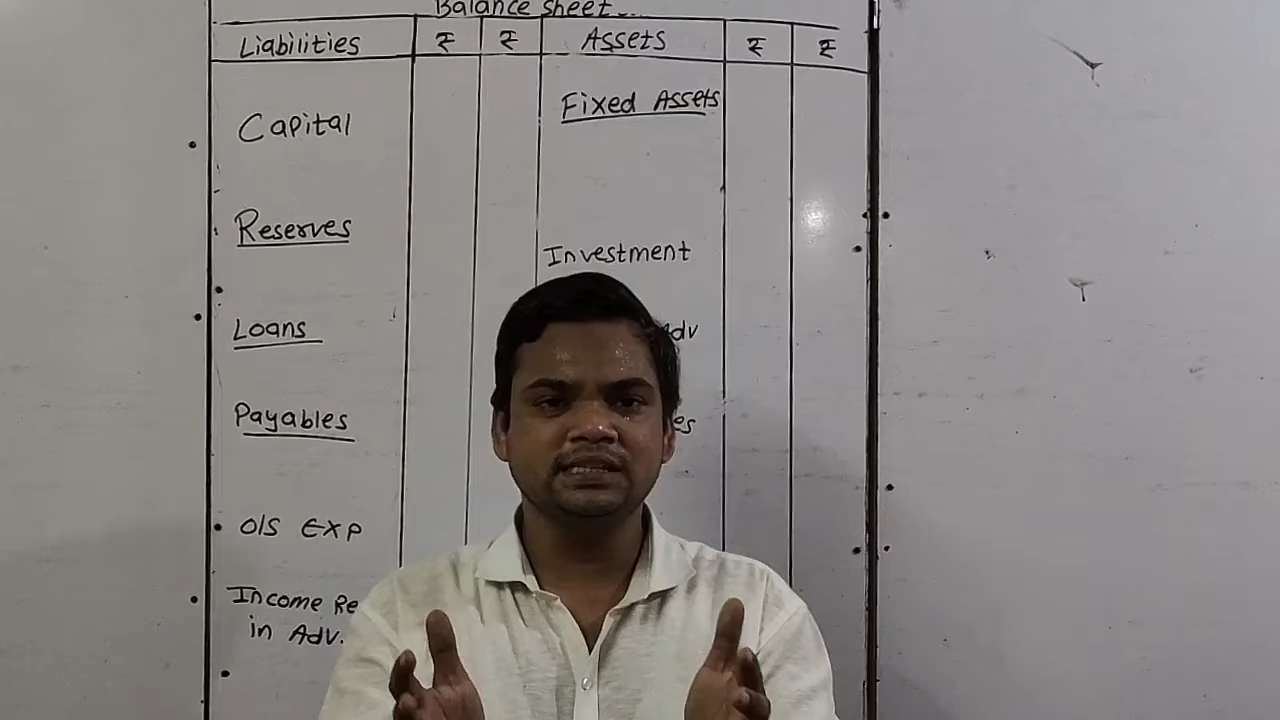 Balance Sheet
Liabilities ₹ ₹ Assets ₹ ₹
Fixed Assets
Capital
Reserves
Investment
Loans
Payables
O/S Exp
Income Re
in Adv.